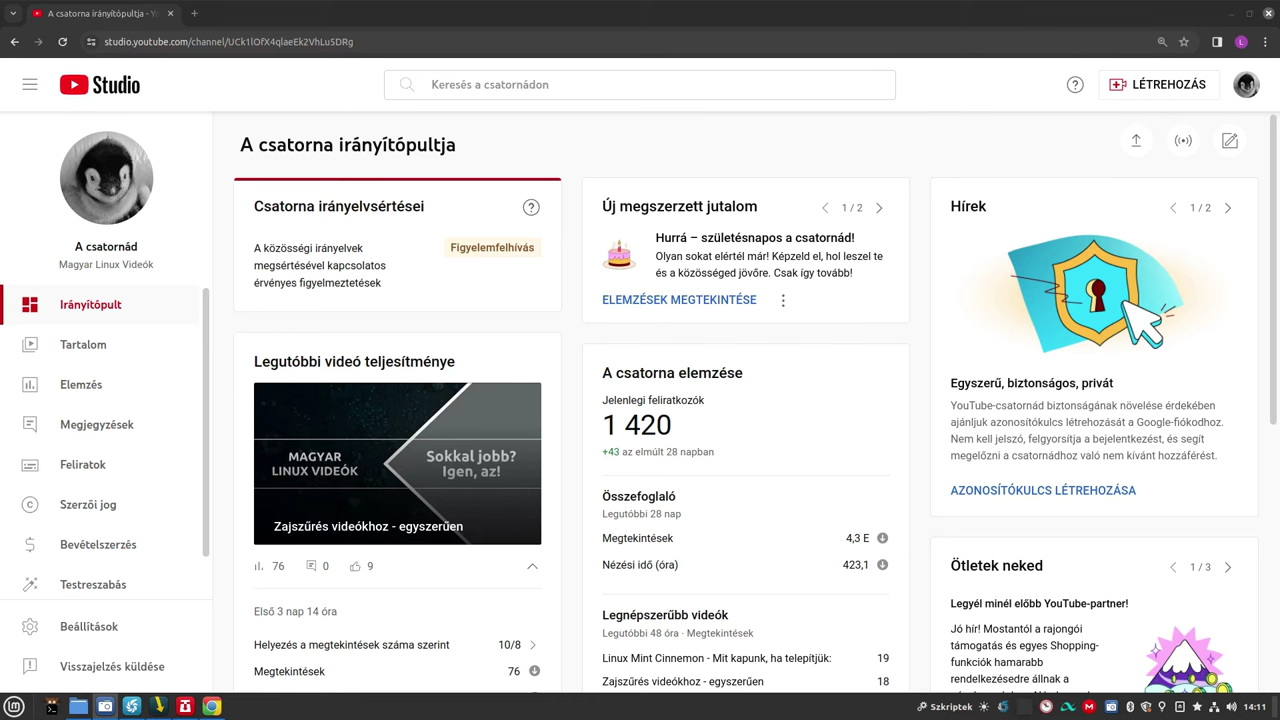 A csatorna irányítópultja - Yo
studio.youtube.com/channel/UCk1lOfX4qlaeEk2VhLu5DRg
L
Studio
Keresés a csatornádon
LÉTREHOZÁS
A csatornád
Magyar Linux Videók
Irányítópult
Tartalom
Elemzés
Megjegyzések
Feliratok
Szerzői jog
Bevételszerzés
Testreszabás
Beállítások
Visszajelzés küldése
A csatorna irányítópultja
Csatorna irányelvsértései
A közösségi irányelvek
megsértésével kapcsolatos
érvényes figyelmeztetések
Figyelemfelhívás
Legutóbbi videó teljesítménye
MAGYAR
LINUX VIDEÓK
Sokkal jobb?
Igen, az!
Zajszűrés videókhoz - egyszerűen
76 0 9
Első 3 nap 14 óra
Helyezés a megtekintések száma szerint 10/8
Megtekintések 76
Új megszerzett jutalom 1 / 2
Hurrá – születésnapos a csatornád!
Olyan sokat elértél már! Képzeld el, hol leszel te
és a közösséged jövőre. Csak így tovább!
ELEMZÉSEK MEGTEKINTÉSE
A csatorna elemzése
Jelenlegi feliratkozók
1 420
+43 az elmúlt 28 napban
Összefoglaló
Legutóbbi 28 nap
Megtekintések 4,3 E
Nézési idő (óra) 423,1
Legnépszerűbb videók
Legutóbbi 48 óra · Megtekintések
Linux Mint Cinnemon - Mit kapunk, ha telepítjük: 19
Zajszűrés videókhoz - egyszerűen 18
Hírek 1 / 2
Egyszerű, biztonságos, privát
YouTube-csatornád biztonságának növelése érdekében
ajánljuk azonosítókulcs létrehozását a Google-fiókodhoz.
Nem kell jelszó, felgyorsítja a bejelentkezést, és segít
megelőzni a csatornádhoz való nem kívánt hozzáférést.
AZONOSÍTÓKULCS LÉTREHOZÁSA
Ötletek neked 1 / 3
Legyél minél előbb YouTube-partner!
Jó hír! Mostantól a rajongói
támogatás és egyes Shopping-
funkciók hamarabb
rendelkezésedre állnak a
Szkriptek
14:11